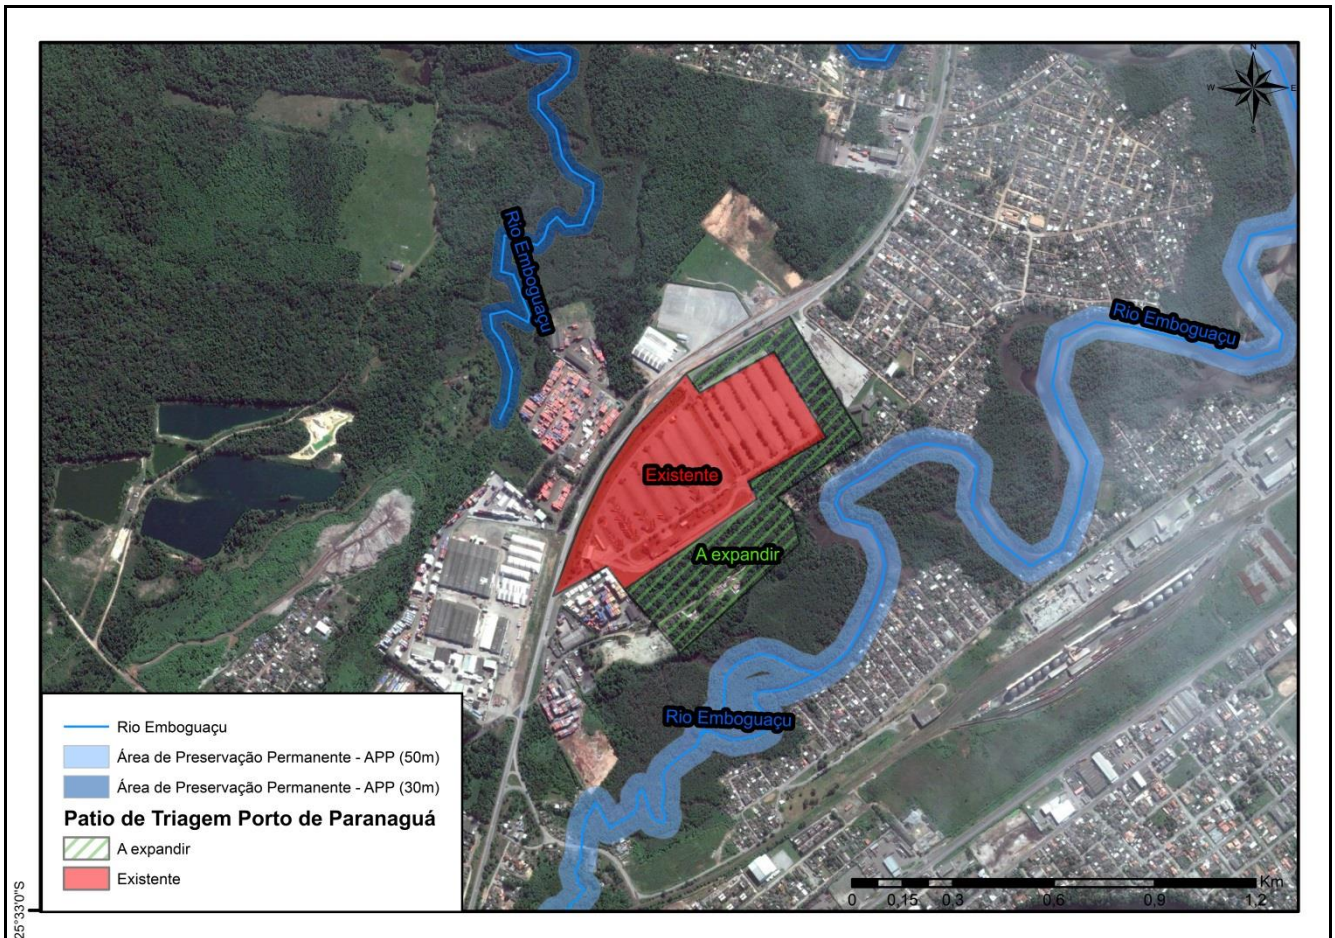 N
W
E
S
Rio Emboguaçu
Rio Emboguaçu
Existente
A expandir
Rio Emboguaçu
Rio Emboguaçu
Área de Preservação Permanente - APP (50m)
Área de Preservação Permanente - APP (30m)
Patio de Triagem Porto de Paranaguá
A expandir
Existente
Km
0 0,15 0 3 0,6 0,9 1,2
25°33'0"S